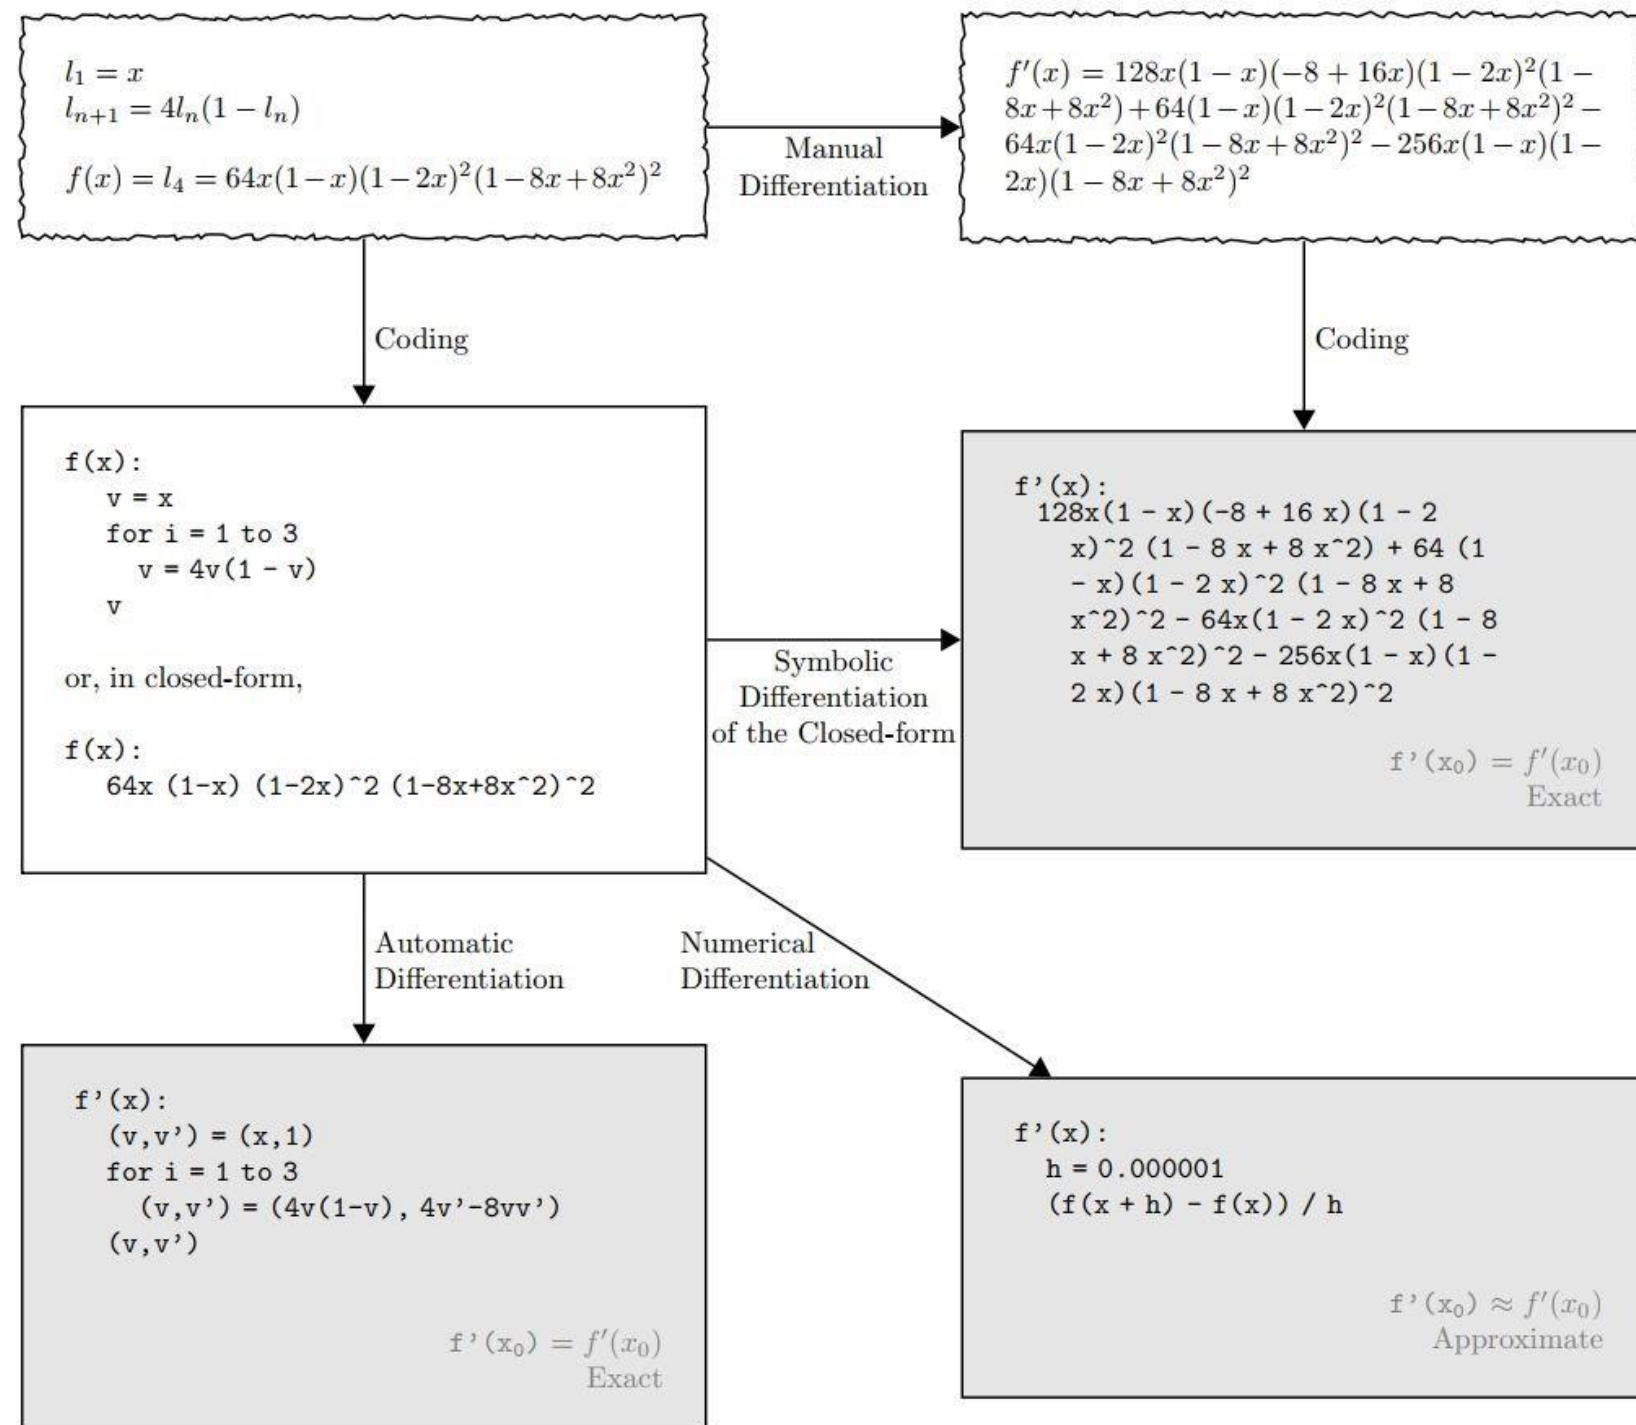 l₁ = x
lₙ₊₁ = 4lₙ(1 − lₙ)
f(x) = l₄ = 64x(1−x)(1−2x)²(1−8x+8x²)²
Manual
Differentiation
f′(x) = 128x(1 − x)(−8 + 16x)(1 − 2x)²(1 −
8x + 8x²) + 64(1−x)(1−2x)²(1−8x+8x²)² −
64x(1 − 2x)²(1 − 8x + 8x²)² − 256x(1 − x)(1 −
2x)(1 − 8x + 8x²)²
Coding
Coding
f(x):
v = x
for i = 1 to 3
v = 4v(1 - v)
v
or, in closed-form,
f(x):
64x (1-x) (1-2x)^2 (1-8x+8x^2)^2
Symbolic
Differentiation
of the Closed-form
f'(x):
128x(1 - x)(-8 + 16 x)(1 - 2
x)^2 (1 - 8 x + 8 x^2) + 64 (1
- x)(1 - 2 x)^2 (1 - 8 x + 8
x^2)^2 - 64x(1 - 2 x)^2 (1 - 8
x + 8 x^2)^2 - 256x(1 - x)(1 -
2 x)(1 - 8 x + 8 x^2)^2
f'(x₀) = f′(x₀)
Exact
Automatic
Differentiation
Numerical
Differentiation
f'(x):
(v,v') = (x,1)
for i = 1 to 3
(v,v') = (4v(1-v), 4v'-8vv')
(v,v')
f'(x₀) = f′(x₀)
Exact
f'(x):
h = 0.000001
(f(x + h) - f(x)) / h
f'(x₀) ≈ f′(x₀)
Approximate